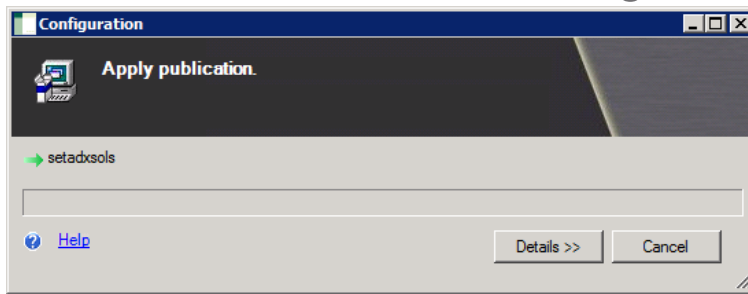 Configuration
Apply publication.
setadxsols
Help
Details >>
Cancel